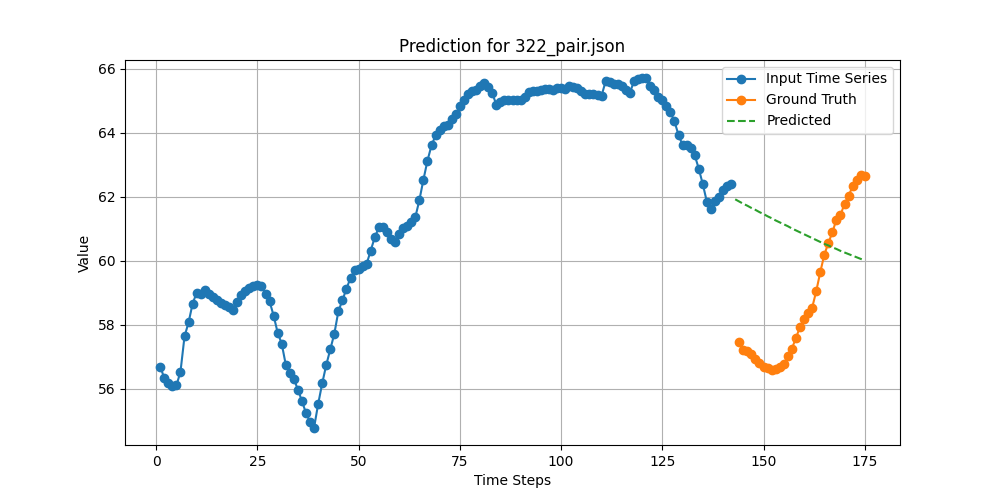 Prediction for 322_pair.json
Input Time Series
Ground Truth
Predicted
Value
66
64
62
60
58
56
0 25 50 75 100 125 150 175
Time Steps